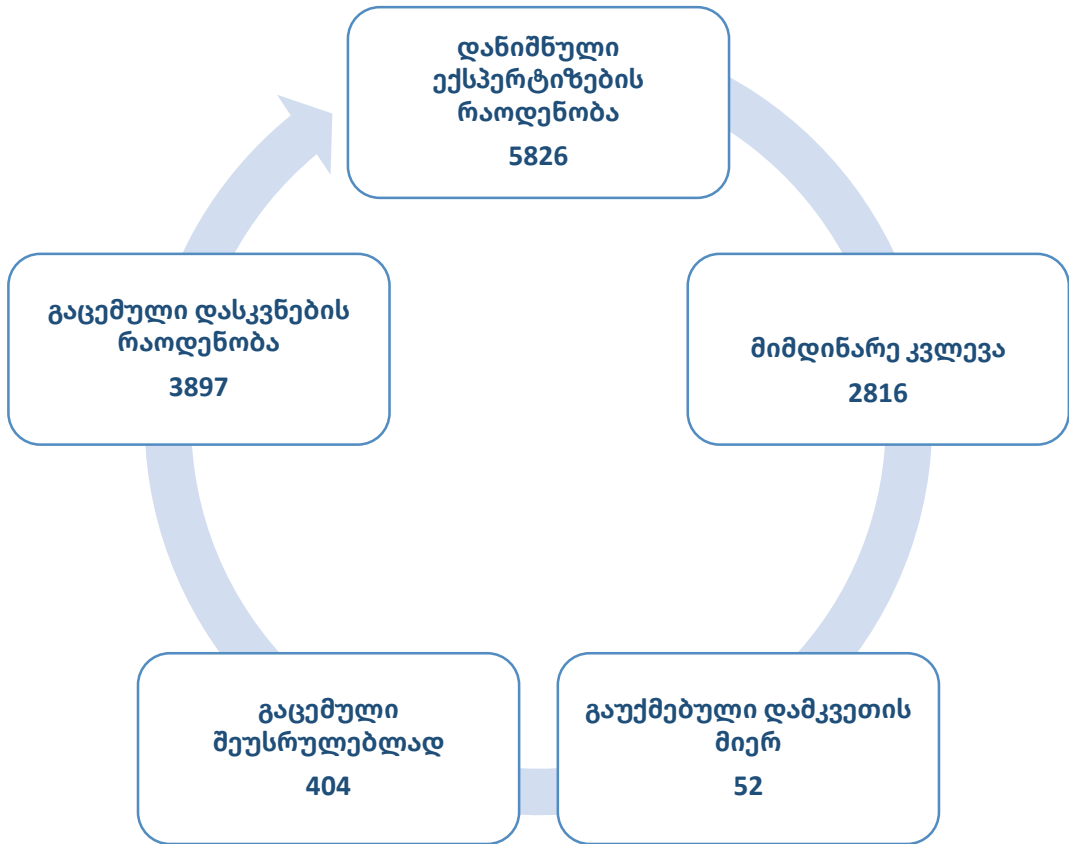 დანიშნული
ექსპერტიზების
რაოდენობა
5826
მიმდინარე კვლევა
2816
გაუქმებული დამკვეთის
მიერ
52
გაცემული
შეუსრულებლად
404
გაცემული დასკვნების
რაოდენობა
3897